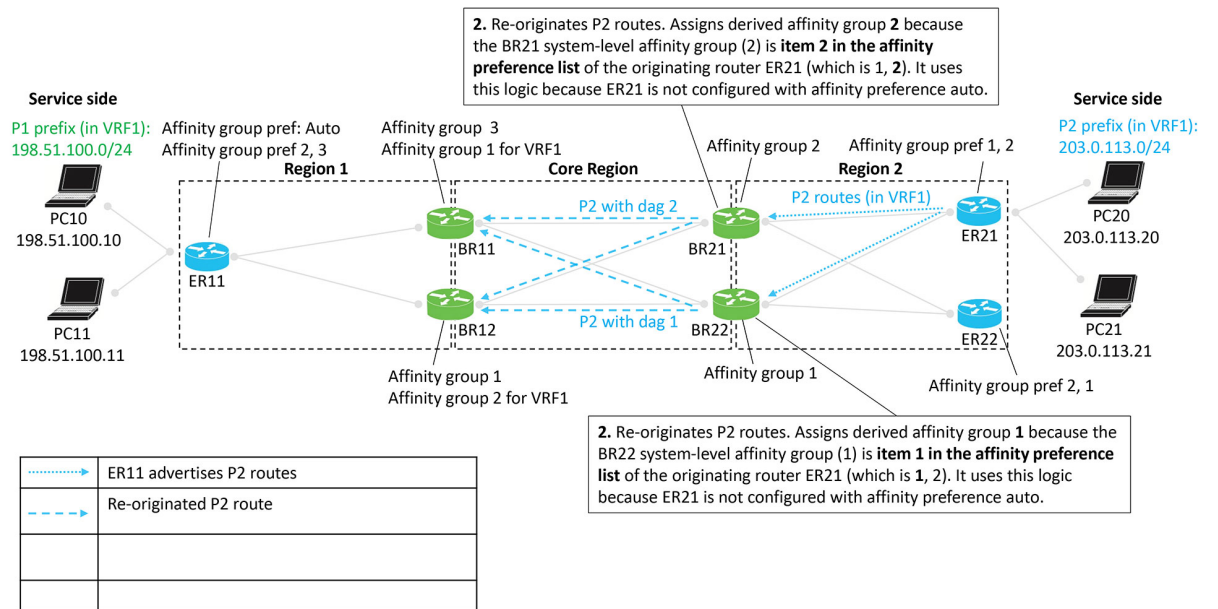 2. Re-originates P2 routes. Assigns derived affinity group 2 because
the BR21 system-level affinity group (2) is item 2 in the affinity
preference list of the originating router ER21 (which is 1, 2). It uses
this logic because ER21 is not configured with affinity preference auto.
Service side
P1 prefix (in VRF1):
198.51.100.0/24
Affinity group pref: Auto
Affinity group pref 2, 3
Affinity group  3
Affinity group 1 for VRF1
Affinity group 2
Affinity group pref 1, 2
Service side
P2 prefix (in VRF1):
203.0.113.0/24
Region 1
Core Region
Region 2
PC10
198.51.100.10
PC11
198.51.100.11
ER11
BR11
BR12
P2 with dag 2
P2 with dag 1
BR21
BR22
P2 routes (in VRF1)
ER21
ER22
PC20
203.0.113.20
PC21
203.0.113.21
Affinity group 1
Affinity group 2 for VRF1
Affinity group 1
Affinity group pref 2, 1
2. Re-originates P2 routes. Assigns derived affinity group 1 because the
BR22 system-level affinity group (1) is item 1 in the affinity preference
list of the originating router ER21 (which is 1, 2). It uses this logic
because ER21 is not configured with affinity preference auto.
ER11 advertises P2 routes
Re-originated P2 route